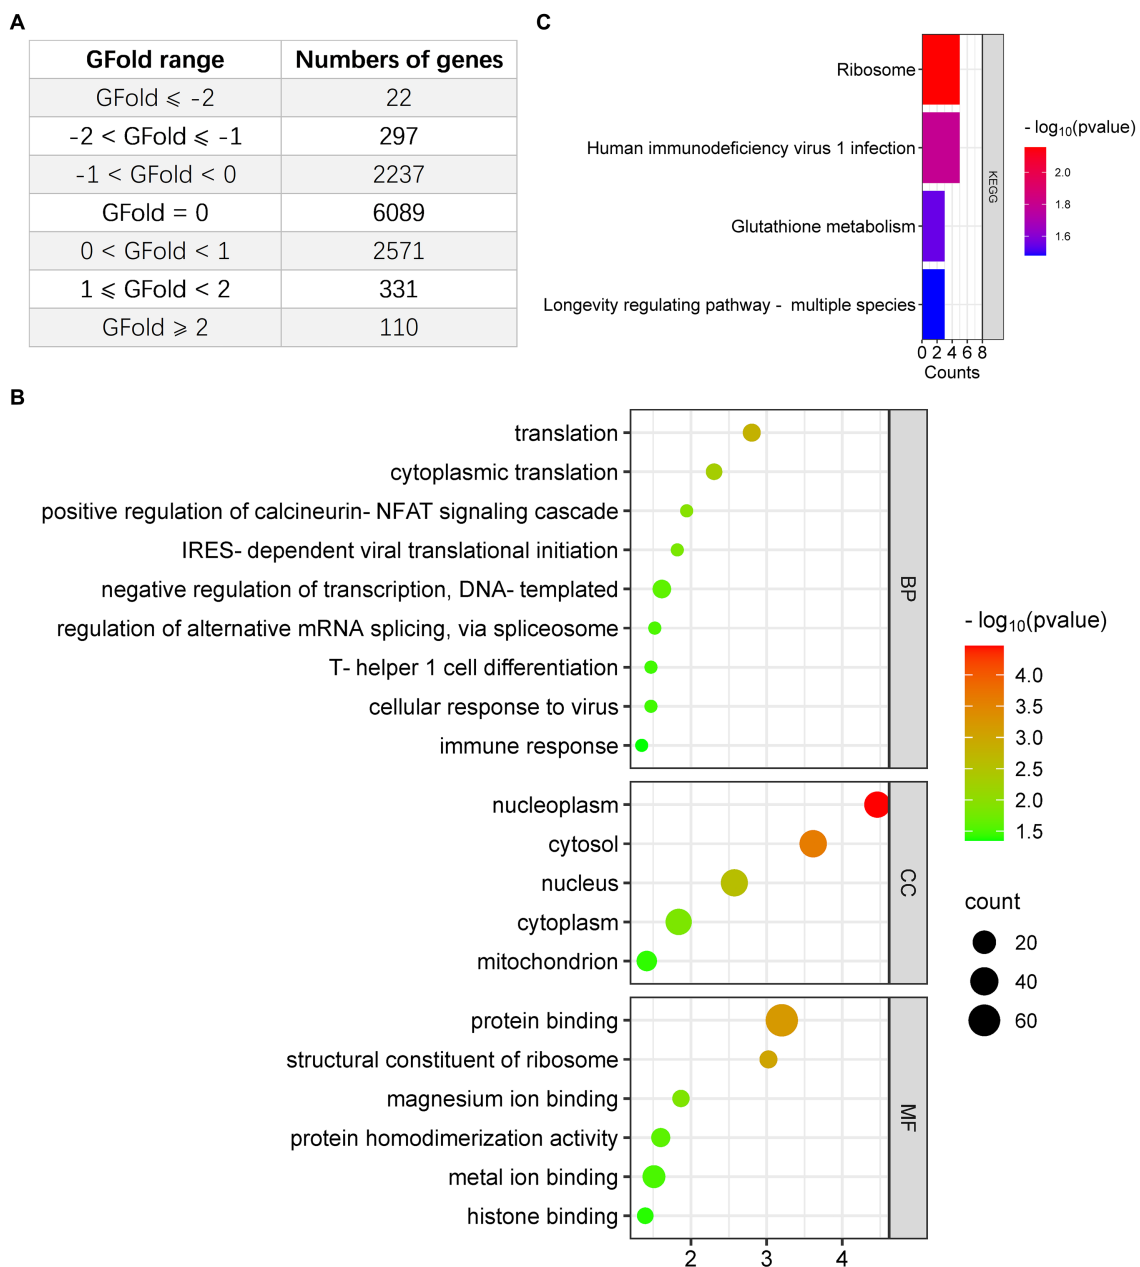 A
GFold range Numbers of genes
GFold ⩽ -2 22
-2 < GFold ⩽ -1 297
-1 < GFold < 0 2237
GFold = 0 6089
0 < GFold < 1 2571
1 ⩽ GFold < 2 331
GFold ⩾ 2 110
C
Ribosome
Human immunodeficiency virus 1 infection
Glutathione metabolism
Longevity regulating pathway - multiple species
0 2 4 6 8
Counts
KEGG
- log10(pvalue)
2.0
1.8
1.6
B
translation
cytoplasmic translation
positive regulation of calcineurin- NFAT signaling cascade
IRES- dependent viral translational initiation
negative regulation of transcription, DNA- templated
regulation of alternative mRNA splicing, via spliceosome
T- helper 1 cell differentiation
cellular response to virus
immune response
BP
nucleoplasm
cytosol
nucleus
cytoplasm
mitochondrion
CC
protein binding
structural constituent of ribosome
magnesium ion binding
protein homodimerization activity
metal ion binding
histone binding
MF
2 3 4
- log10(pvalue)
4.0
3.5
3.0
2.5
2.0
1.5
count
20
40
60